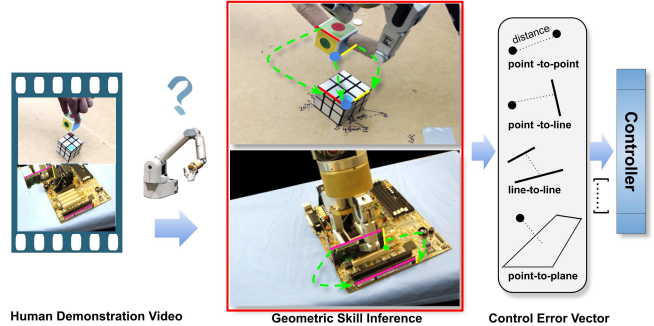 distance
point -to-point
point -to-line
line-to-line
point-to-plane
Controller
[......]
Human Demonstration Video
Geometric Skill Inference
Control Error Vector